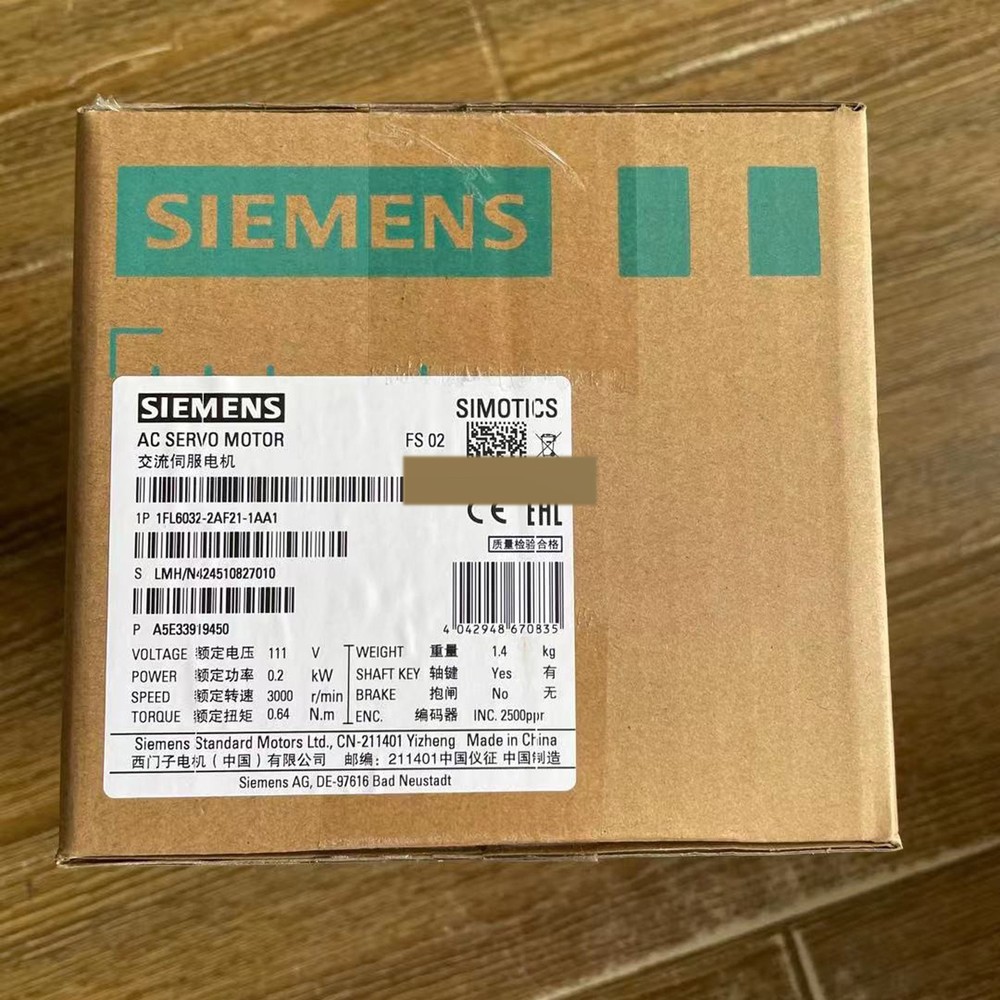 SIEMENS
SIEMENS
SIMOTICS
AC SERVO MOTOR
FS 02
交流伺服电机
1P 1FL6032-2AF21-1AA1
CE EAC
质量检验合格
S LMH/N424510827010
P A5E33919450
4 042948 670835
VOLTAGE 额定电压 111 V
WEIGHT 重量 1.4 kg
POWER 额定功率 0.2 kW
SHAFT KEY 轴键 Yes 有
SPEED 额定转速 3000 r/min
BRAKE 抱闸 No 无
TORQUE 额定扭矩 0.64 N.m
ENC. 编码器 INC. 2500ppr
Siemens Standard Motors Ltd., CN-211401 Yizheng Made in China
西门子电机（中国）有限公司 邮编：211401中国仪征 中国制造
Siemens AG, DE-97616 Bad Neustadt